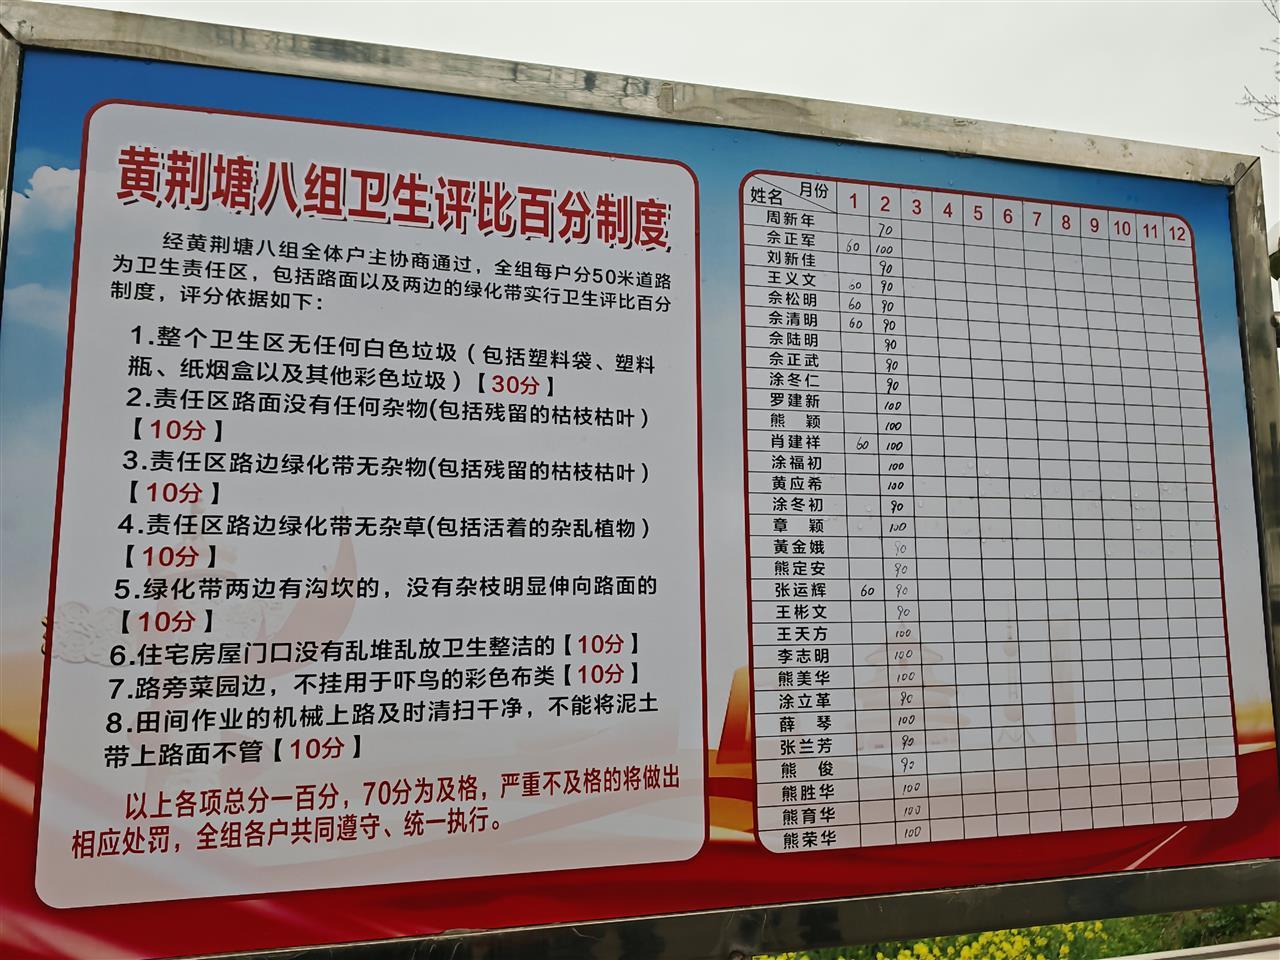 黄荆塘八组卫生评比百分制度
经黄荆塘八组全体户主协商通过，全组每户分50米道路
为卫生责任区，包括路面以及两边的绿化带实行卫生评比百分
制度，评分依据如下：
1.整个卫生区无任何白色垃圾（包括塑料袋、塑料
瓶、纸烟盒以及其他彩色垃圾）【30分】
2.责任区路面没有任何杂物(包括残留的枯枝枯叶）
【10分】
3.责任区路边绿化带无杂物(包括残留的枯枝枯叶）
【10分】
4.责任区路边绿化带无杂草(包括活着的杂乱植物）
【10分】
5.绿化带两边有沟坎的，没有杂枝明显伸向路面的
【10分】
6.住宅房屋门口没有乱堆乱放卫生整洁的【10分】
7.路旁菜园边，不挂用于吓鸟的彩色布类【10分】
8.田间作业的机械上路及时清扫干净，不能将泥土
带上路面不管【10分】
以上各项总分一百分，70分为及格，严重不及格的将做出
相应处罚，全组各户共同遵守、统一执行。
姓名 月份 1 2 3 4 5 6 7 8 9 10 11 12
周新年 70
佘正军 60 100
刘新佳 90
王义文 60 90
佘松明 60 90
佘清明 60 90
佘陆明 90
佘正武 90
涂冬仁 90
罗建新 100
熊 颖 100
肖建祥 60 100
涂福初 100
黄应希 100
涂冬初 90
章 颖 100
黄金娥 90
熊定安 90
张运辉 60 90
王彬文 90
王天方 100
李志明 100
熊美华 100
涂立革 90
薛 琴 100
张兰芳 90
熊 俊 90
熊胜华 100
熊育华 100
熊荣华 100